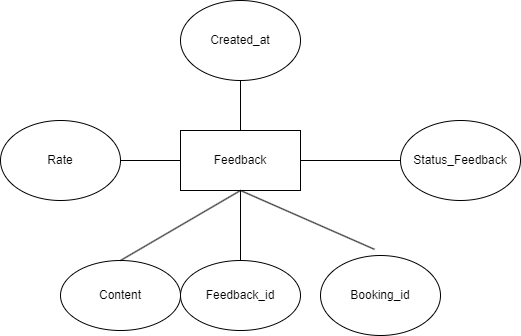 Created_at
Rate
Feedback
Status_Feedback
Content
Feedback_id
Booking_id